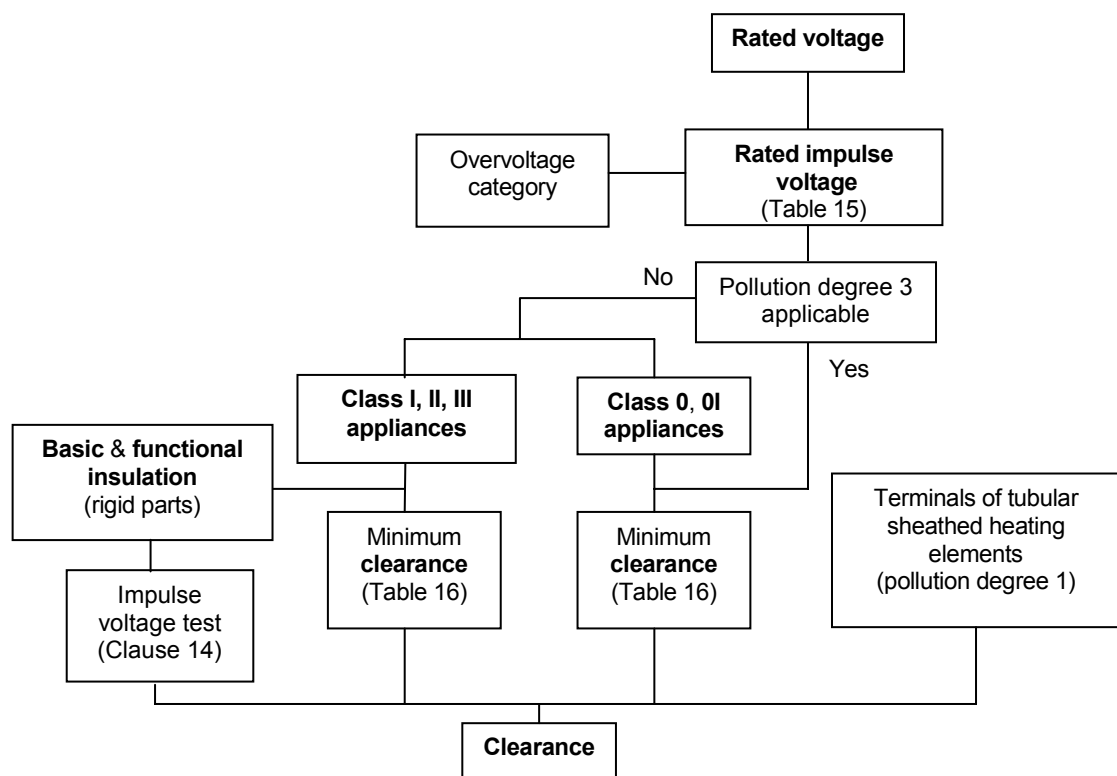 Rated voltage
Overvoltage
category
Rated impulse
voltage
(Table 15)
No
Pollution degree 3
applicable
Yes
Class I, II, III
appliances
Class 0, 0I
appliances
Basic & functional
insulation
(rigid parts)
Terminals of tubular
sheathed heating
elements
(pollution degree 1)
Minimum
clearance
(Table 16)
Minimum
clearance
(Table 16)
Impulse
voltage test
(Clause 14)
Clearance